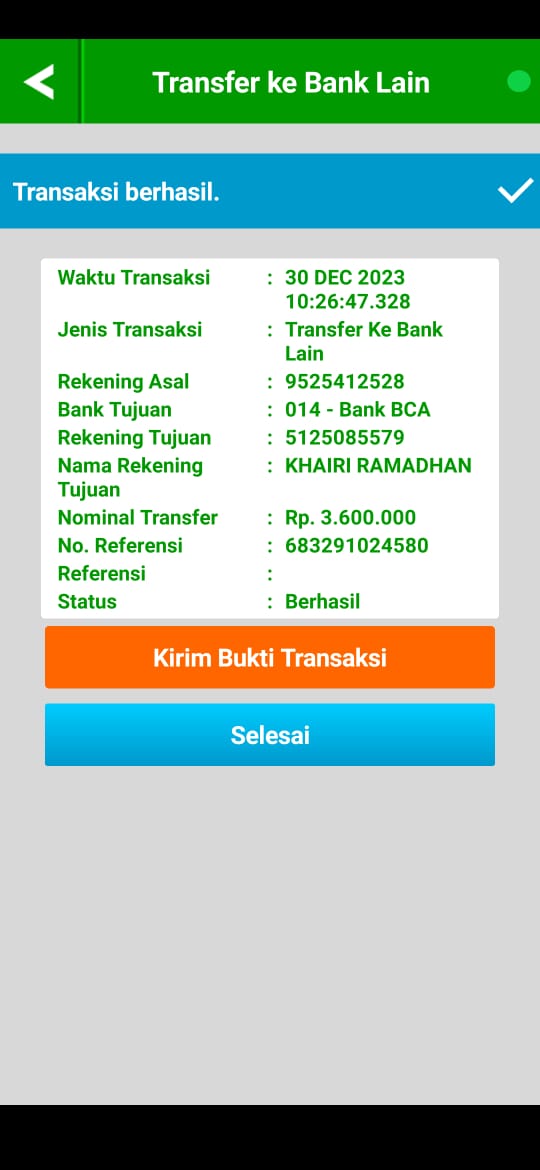 Transfer ke Bank Lain
Transaksi berhasil.
Waktu Transaksi : 30 DEC 2023
10:26:47.328
Jenis Transaksi : Transfer Ke Bank
Lain
Rekening Asal : 9525412528
Bank Tujuan : 014 - Bank BCA
Rekening Tujuan : 5125085579
Nama Rekening : KHAIRI RAMADHAN
Tujuan
Nominal Transfer : Rp. 3.600.000
No. Referensi : 683291024580
Referensi :
Status : Berhasil
Kirim Bukti Transaksi
Selesai